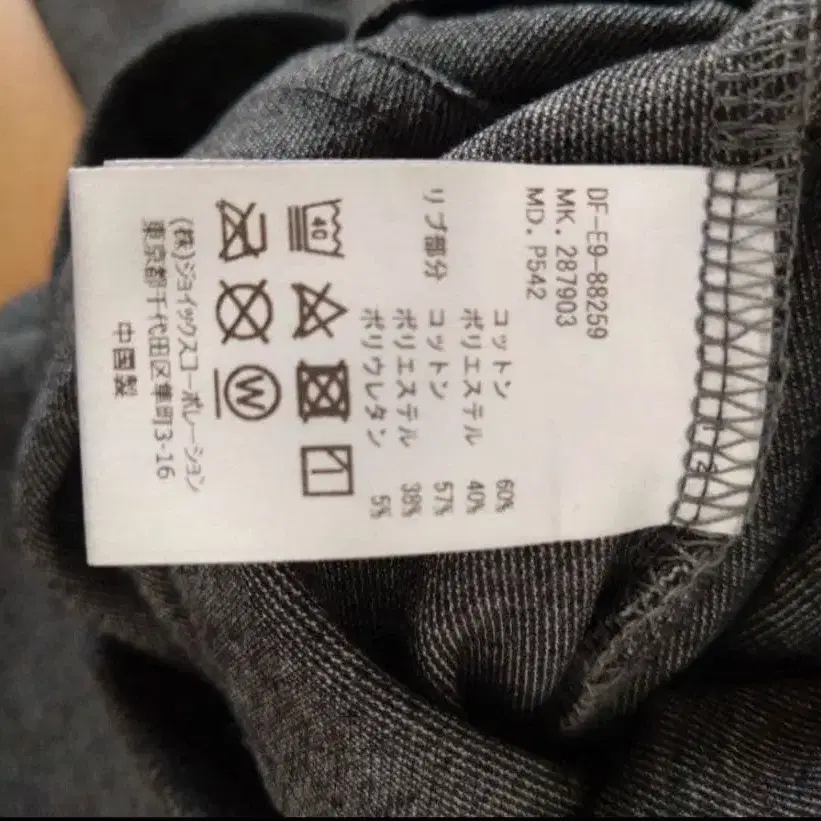 DF-E9-88259
MK. 287903
MD. P542
コットン 60%
ポリエステル 40%
リブ部分 コットン 57%
ポリエステル 38%
ポリウレタン 5%
40
W
(株)ジョイックスコーポレーション
東京都千代田区隼町3-16
中国製